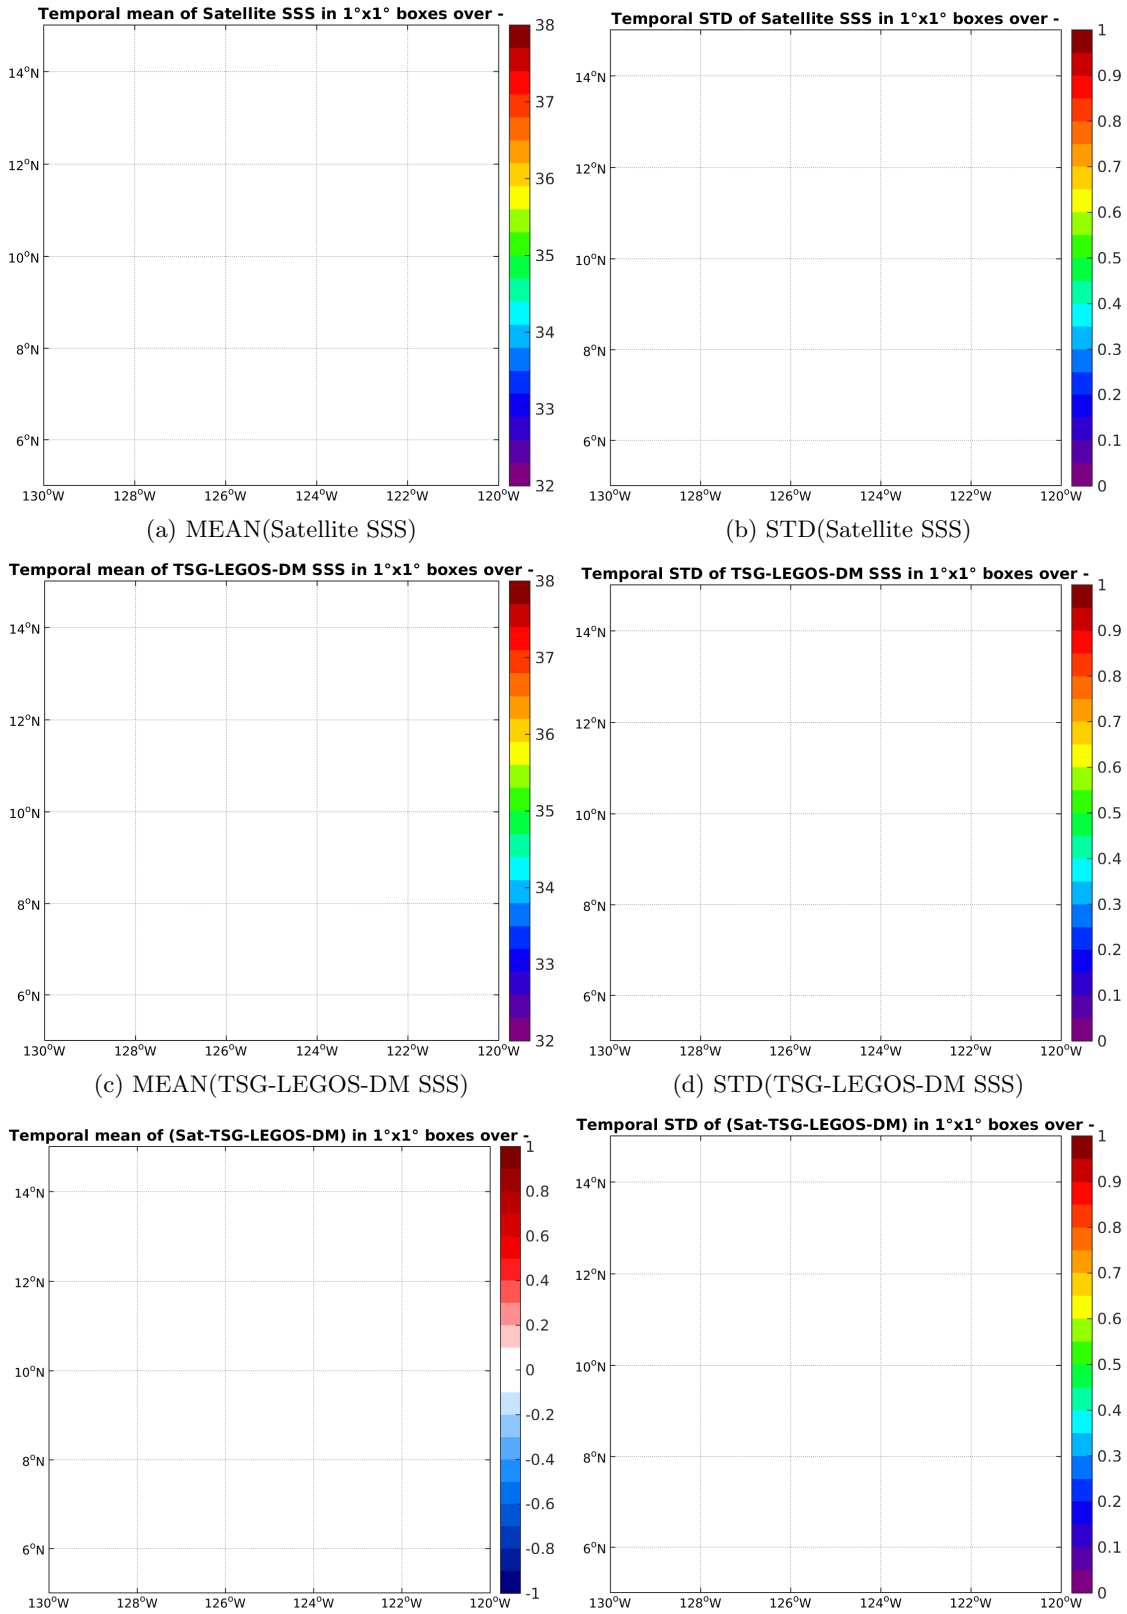 Temporal mean of Satellite SSS in 1°x1° boxes over -
38
37
36
35
34
33
32
14°N
12°N
10°N
8°N
6°N
130°W 128°W 126°W 124°W 122°W 120°W
(a) MEAN(Satellite SSS)
Temporal STD of Satellite SSS in 1°x1° boxes over -
1
0.9
0.8
0.7
0.6
0.5
0.4
0.3
0.2
0.1
0
14°N
12°N
10°N
8°N
6°N
130°W 128°W 126°W 124°W 122°W 120°W
(b) STD(Satellite SSS)
Temporal mean of TSG-LEGOS-DM SSS in 1°x1° boxes over -
38
37
36
35
34
33
32
14°N
12°N
10°N
8°N
6°N
130°W 128°W 126°W 124°W 122°W 120°W
(c) MEAN(TSG-LEGOS-DM SSS)
Temporal STD of TSG-LEGOS-DM SSS in 1°x1° boxes over -
1
0.9
0.8
0.7
0.6
0.5
0.4
0.3
0.2
0.1
0
14°N
12°N
10°N
8°N
6°N
130°W 128°W 126°W 124°W 122°W 120°W
(d) STD(TSG-LEGOS-DM SSS)
Temporal mean of (Sat-TSG-LEGOS-DM) in 1°x1° boxes over -
1
0.8
0.6
0.4
0.2
0
-0.2
-0.4
-0.6
-0.8
-1
14°N
12°N
10°N
8°N
6°N
130°W 128°W 126°W 124°W 122°W 120°W
Temporal STD of (Sat-TSG-LEGOS-DM) in 1°x1° boxes over -
1
0.9
0.8
0.7
0.6
0.5
0.4
0.3
0.2
0.1
0
14°N
12°N
10°N
8°N
6°N
130°W 128°W 126°W 124°W 122°W 120°W